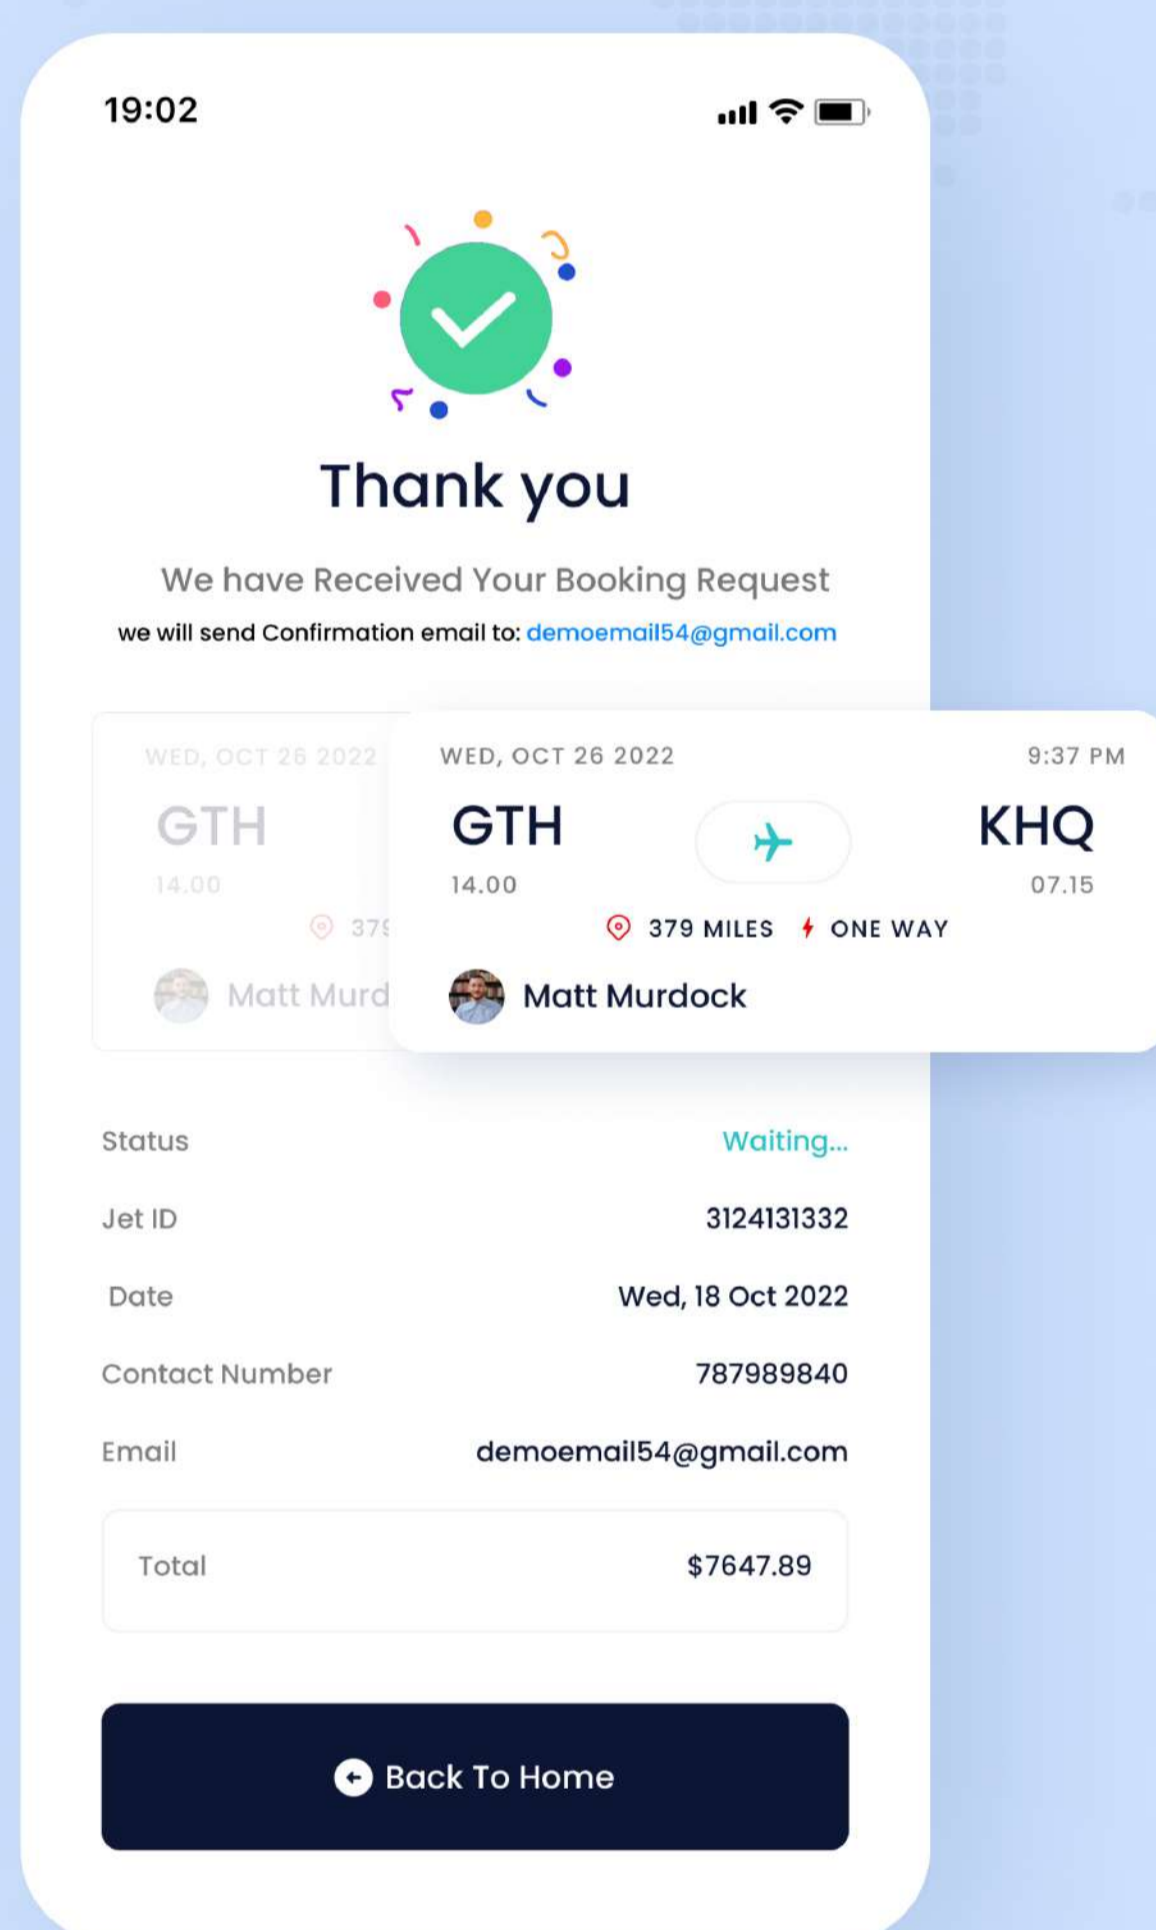 19:02
Thank you
We have Received Your Booking Request
we will send Confirmation email to: demoemail54@gmail.com
WED, OCT 26 2022
GTH
14.00
379
Matt Murd
WED, OCT 26 2022 9:37 PM
GTH KHQ
14.00 07.15
379 MILES ONE WAY
Matt Murdock
Status Waiting...
Jet ID 3124131332
Date Wed, 18 Oct 2022
Contact Number 787989840
Email demoemail54@gmail.com
Total $7647.89
Back To Home